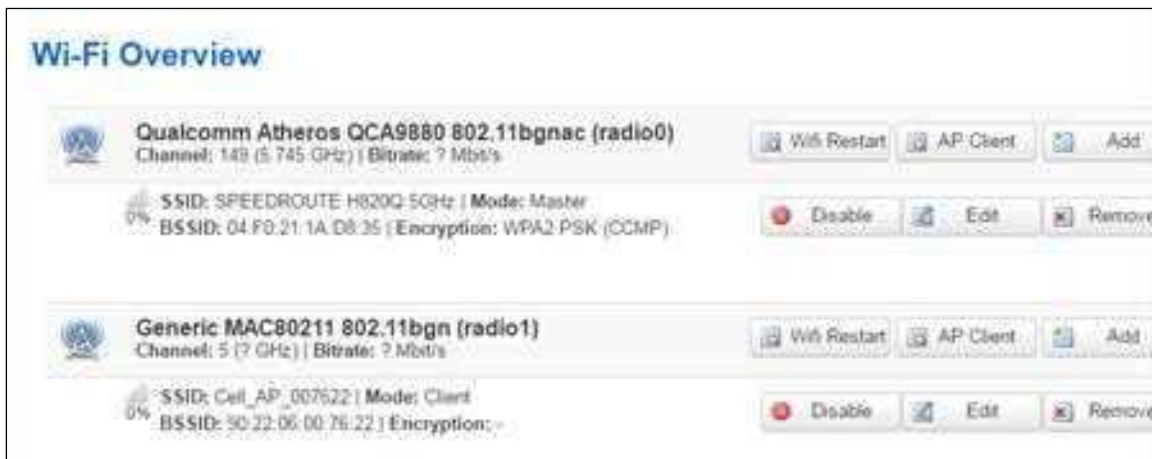 Wi-Fi Overview
Qualcomm Atheros QCA9880 802.11bgnac (radio0)
Channel: 149 (5.745 GHz) | Bitrate: ? Mbit/s
Wifi Restart AP Client Add
0%
SSID: SPEEDROUTE H820Q 5GHz | Mode: Master
BSSID: 04:F0:21:1A:D8:35 | Encryption: WPA2 PSK (CCMP)
Disable Edit Remove
Generic MAC80211 802.11bgn (radio1)
Channel: 5 (? GHz) | Bitrate: ? Mbit/s
Wifi Restart AP Client Add
0%
SSID: Cell_AP_007622 | Mode: Client
BSSID: 90:22:06:00:76:22 | Encryption: -
Disable Edit Remove